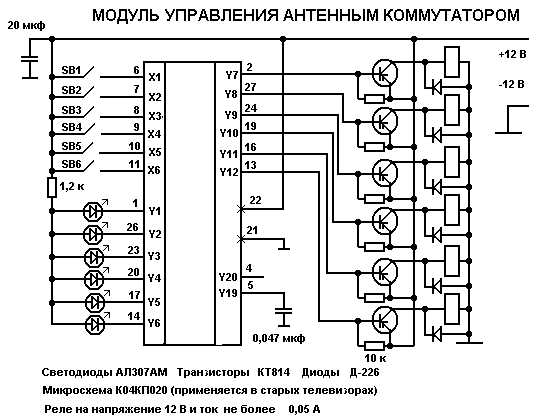 МОДУЛЬ УПРАВЛЕНИЯ АНТЕННЫМ КОММУТАТОРОМ
20 мкф
+12 В
-12 В
SB1 6 X1 Y7 2
SB2 7 X2 Y8 27
SB3 8 X3 Y9 24
SB4 9 X4 Y10 19
SB5 10 X5 Y11 16
SB6 11 X6 Y12 13
1,2 к
1 Y1 22
26 Y2 21
23 Y3
20 Y4 Y20 4
17 Y5 Y19 5
14 Y6
0,047 мкф
10 к
Светодиоды АЛ307АМ Транзисторы КТ814 Диоды Д-226
Микросхема К04КП020 (применяется в старых телевизорах)
Реле на напряжение 12 В и ток не более 0,05 А